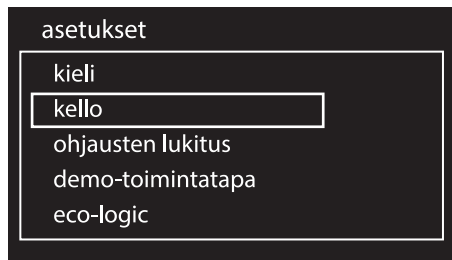 asetukset
kieli
kello
ohjausten lukitus
demo-toimintatapa
eco-logic